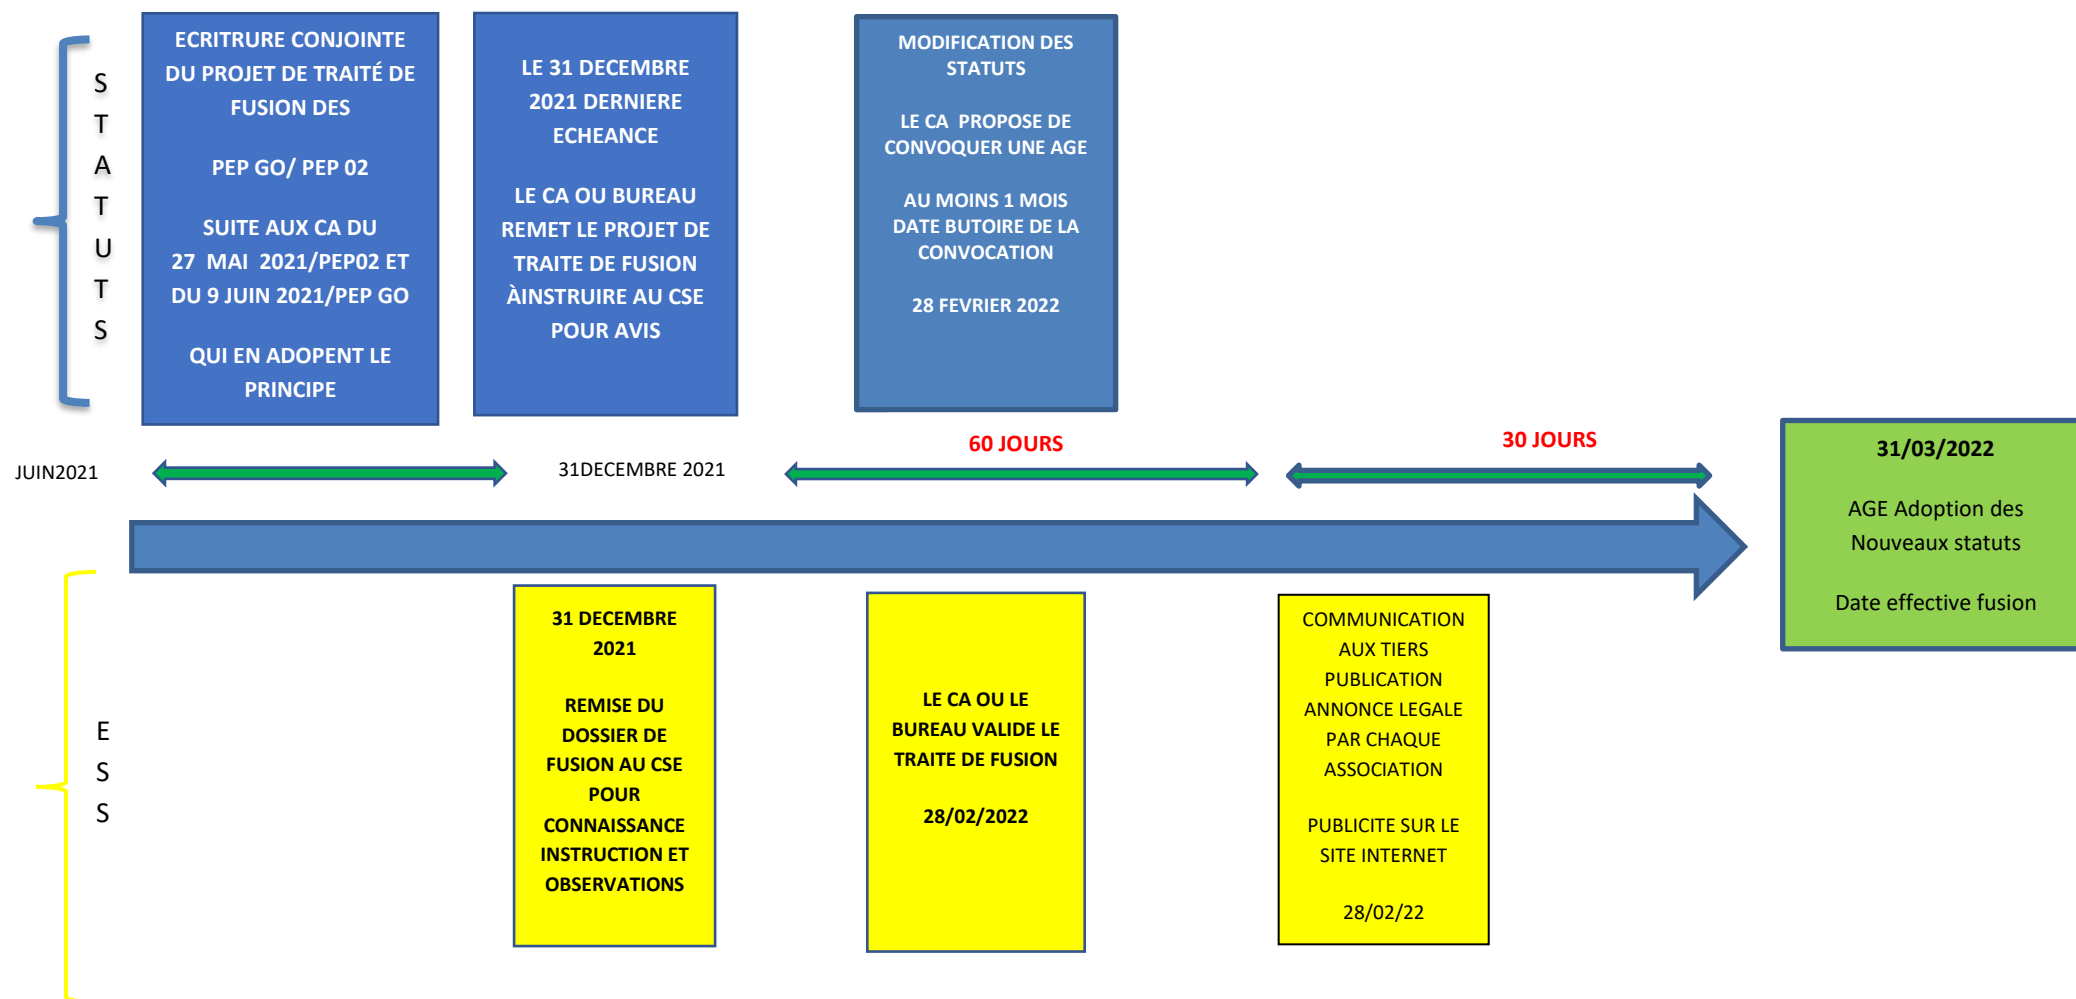 STATUTS
ECRITRURE CONJOINTE
DU PROJET DE TRAITÉ DE
FUSION DES
PEP GO/ PEP 02
SUITE AUX CA DU
27 MAI 2021/PEP02 ET
DU 9 JUIN 2021/PEP GO
QUI EN ADOPENT LE
PRINCIPE
LE 31 DECEMBRE
2021 DERNIERE
ECHEANCE
LE CA OU BUREAU
REMET LE PROJET DE
TRAITE DE FUSION
ÀINSTRUIRE AU CSE
POUR AVIS
MODIFICATION DES
STATUTS
LE CA PROPOSE DE
CONVOQUER UNE AGE
AU MOINS 1 MOIS
DATE BUTOIRE DE LA
CONVOCATION
28 FEVRIER 2022
JUIN2021
31DECEMBRE 2021
60 JOURS
30 JOURS
31/03/2022
AGE Adoption des
Nouveaux statuts
Date effective fusion
ESS
31 DECEMBRE
2021
REMISE DU
DOSSIER DE
FUSION AU CSE
POUR
CONNAISSANCE
INSTRUCTION ET
OBSERVATIONS
LE CA OU LE
BUREAU VALIDE LE
TRAITE DE FUSION
28/02/2022
COMMUNICATION
AUX TIERS
PUBLICATION
ANNONCE LEGALE
PAR CHAQUE
ASSOCIATION
PUBLICITE SUR LE
SITE INTERNET
28/02/22